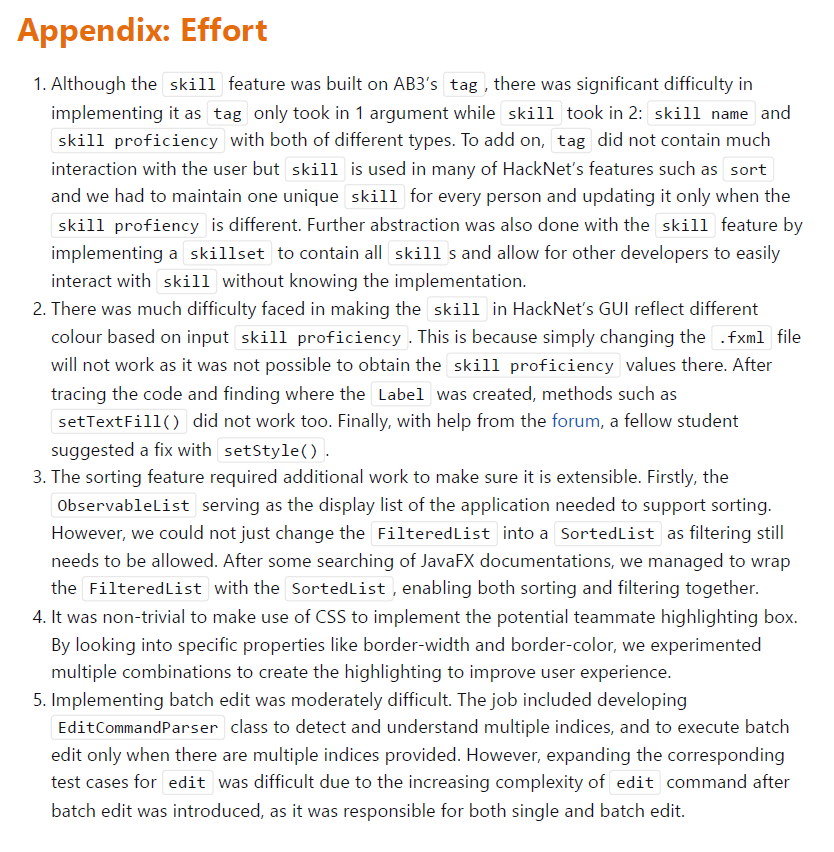 Appendix: Effort
1. Although the skill feature was built on AB3's tag , there was significant difficulty in
implementing it as tag only took in 1 argument while skill took in 2: skill name and
skill proficiency with both of different types. To add on, tag did not contain much
interaction with the user but skill is used in many of HackNet's features such as sort
and we had to maintain one unique skill for every person and updating it only when the
skill profiency is different. Further abstraction was also done with the skill feature by
implementing a skillset to contain all skill s and allow for other developers to easily
interact with skill without knowing the implementation.
2. There was much difficulty faced in making the skill in HackNet's GUI reflect different
colour based on input skill proficiency . This is because simply changing the .fxml file
will not work as it was not possible to obtain the skill proficiency values there. After
tracing the code and finding where the Label was created, methods such as
setTextFill() did not work too. Finally, with help from the forum, a fellow student
suggested a fix with setStyle() .
3. The sorting feature required additional work to make sure it is extensible. Firstly, the
ObservableList serving as the display list of the application needed to support sorting.
However, we could not just change the FilteredList into a SortedList as filtering still
needs to be allowed. After some searching of JavaFX documentations, we managed to wrap
the FilteredList with the SortedList , enabling both sorting and filtering together.
4. It was non-trivial to make use of CSS to implement the potential teammate highlighting box.
By looking into specific properties like border-width and border-color, we experimented
multiple combinations to create the highlighting to improve user experience.
5. Implementing batch edit was moderately difficult. The job included developing
EditCommandParser class to detect and understand multiple indices, and to execute batch
edit only when there are multiple indices provided. However, expanding the corresponding
test cases for edit was difficult due to the increasing complexity of edit command after
batch edit was introduced, as it was responsible for both single and batch edit.